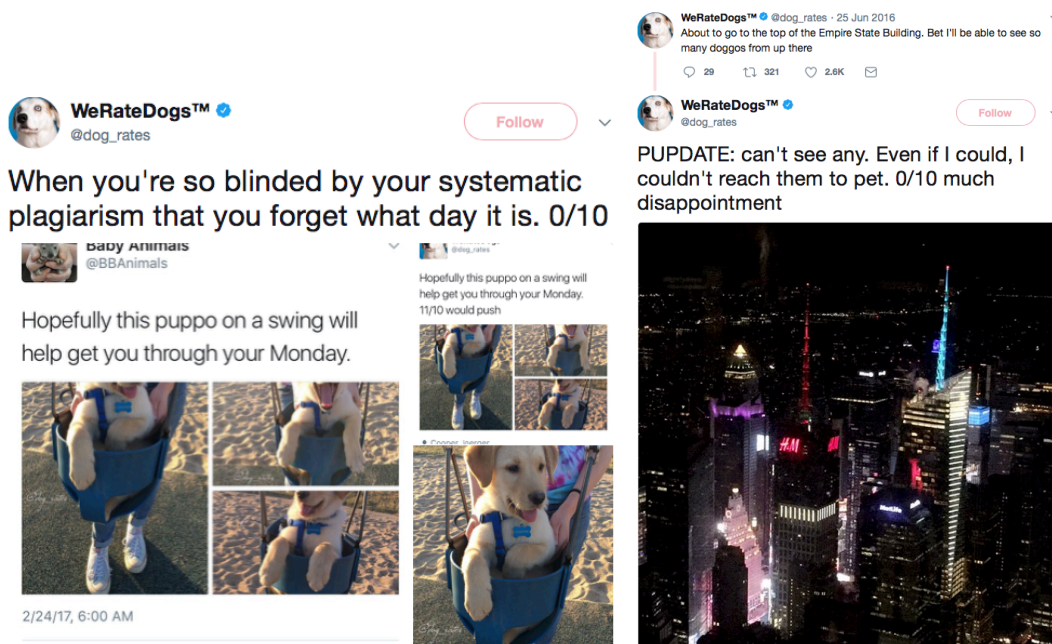 WeRateDogs™
@dog_rates
Follow
When you're so blinded by your systematic
plagiarism that you forget what day it is. 0/10
Baby Animals
@BBAnimals
Hopefully this puppo on a swing will
help get you through your Monday.
2/24/17, 6:00 AM
@dog_rates
Hopefully this puppo on a swing will
help get you through your Monday.
11/10 would push
WeRateDogs™ @dog_rates · 25 Jun 2016
About to go to the top of the Empire State Building. Bet I'll be able to see so
many doggos from up there
29 321 2.6K
WeRateDogs™
@dog_rates
Follow
PUPDATE: can't see any. Even if I could, I
couldn't reach them to pet. 0/10 much
disappointment
H&M
MetLife